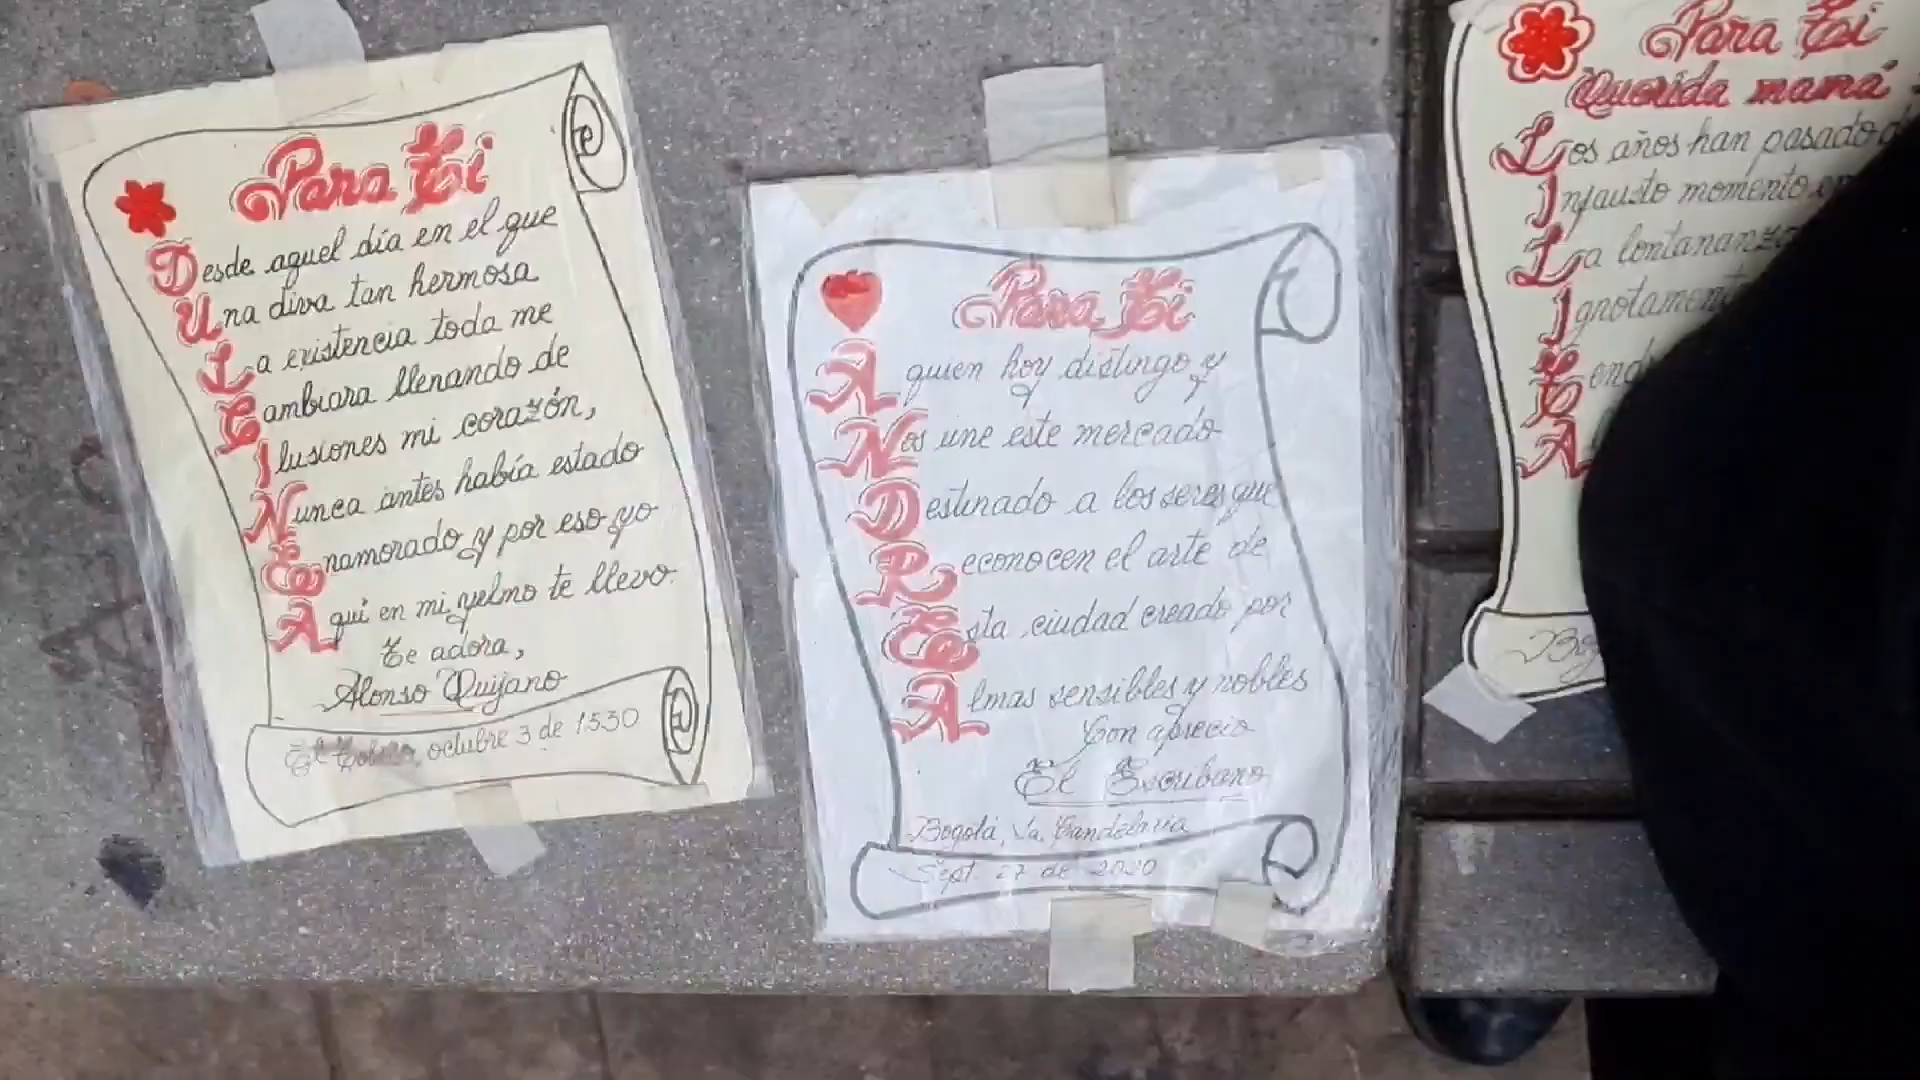 Para ti
Desde aquel día en el que
Una diva tan hermosa
La existencia toda me
Cambiara llenando de
Ilusiones mi corazón,
Nunca antes había estado
Enamorado y por eso yo
Aquí en mi yelmo te llevo.
Te adora,
Alonso Quijano
El Toboso, octubre 3 de 1530
Para ti
A quien hoy distingo y
Nos une este mercado
Destinado a los seres que
Reconocen el arte de
Esta ciudad creado por
Almas sensibles y nobles
Con aprecio
El Escribano
Bogotá, La Candelaria
Sept. 27 de 2020
Para ti
Querida mamá
Los años han pasado
Infausto momento en
La lontananza
Ignotamente
A